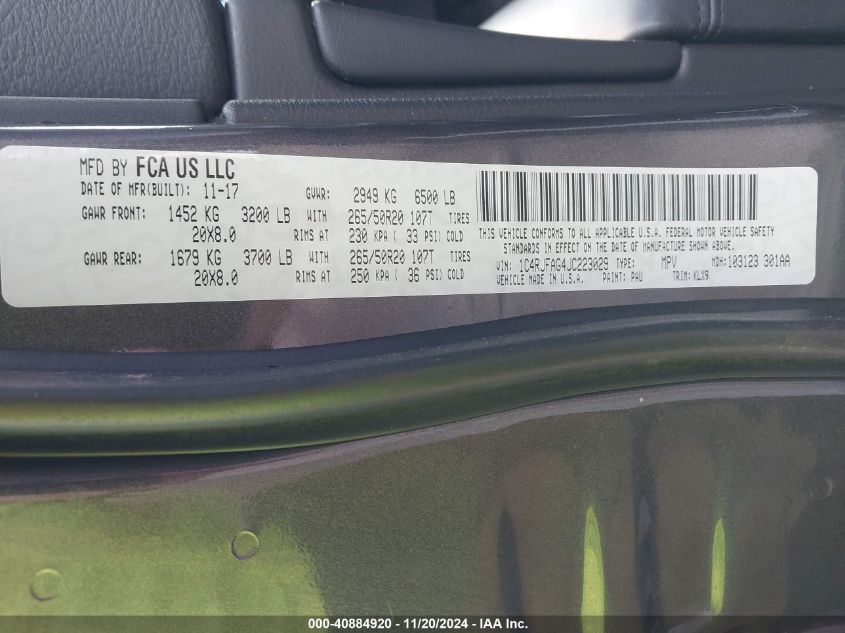 MFD BY FCA US LLC
DATE OF MFR(BUILT): 11-17 GVWR: 2949 KG 6500 LB
GAWR FRONT: 1452 KG 3200 LB WITH 265/50R20 107T TIRES
20X8.0 RIMS AT 230 KPA ( 33 PSI) COLD
GAWR REAR: 1679 KG 3700 LB WITH 265/50R20 107T TIRES
20X8.0 RIMS AT 250 KPA ( 36 PSI) COLD
THIS VEHICLE CONFORMS TO ALL APPLICABLE U.S.A. FEDERAL MOTOR VEHICLE SAFETY
STANDARDS IN EFFECT ON THE DATE OF MANUFACTURE SHOWN ABOVE.
VIN: 1C4RJFAG4JC223029 TYPE: MPV MDH:103123 301AA
VEHICLE MADE IN U.S.A. PAINT: PAU TRIM: KLX9
000-40884920 - 11/20/2024 - IAA Inc.